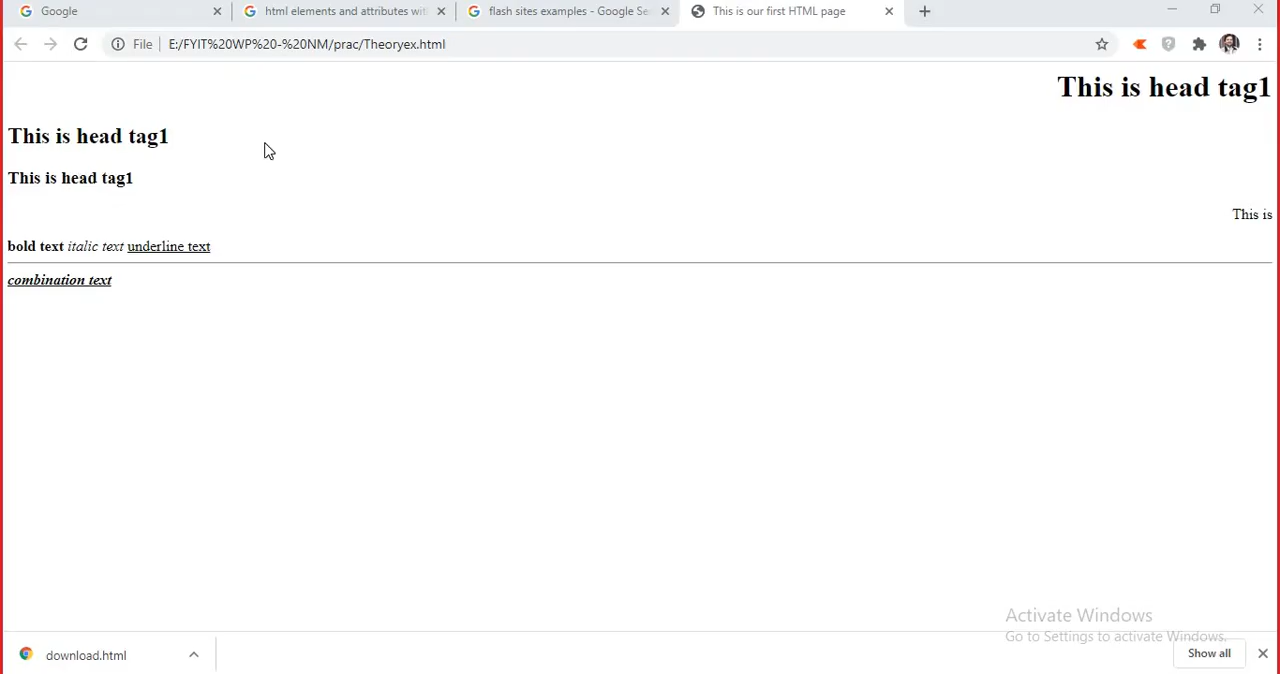 Google
html elements and attributes wit
flash sites examples - Google Se
This is our first HTML page
File
E:/FYIT%20WP%20-%20NM/prac/Theoryex.html
This is head tag1
This is head tag1
This is head tag1
This is
bold text italic text underline text
combination text
Activate Windows
Go to Settings to activate Windows.
download.html
Show all